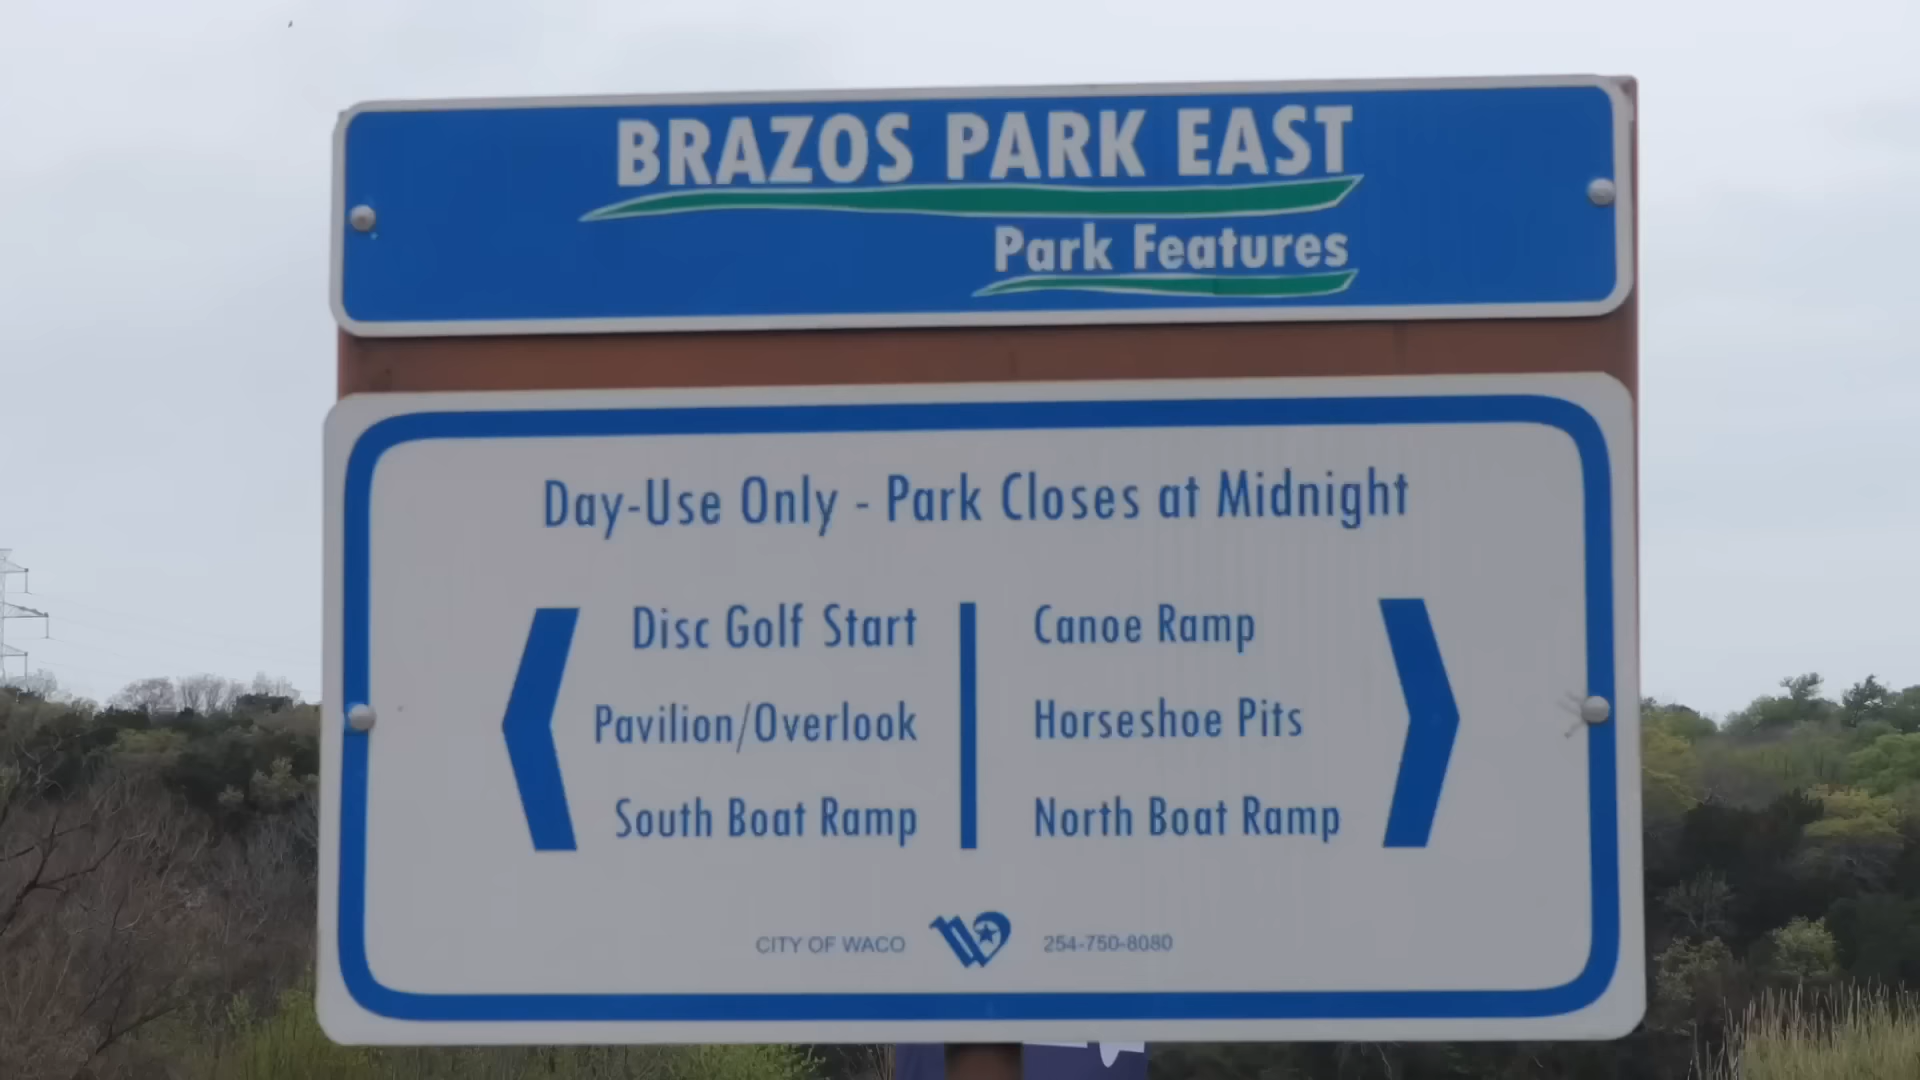 BRAZOS PARK EAST
Park Features
Day-Use Only - Park Closes at Midnight
Disc Golf Start
Pavilion/Overlook
South Boat Ramp
Canoe Ramp
Horseshoe Pits
North Boat Ramp
CITY OF WACO 254-750-8080